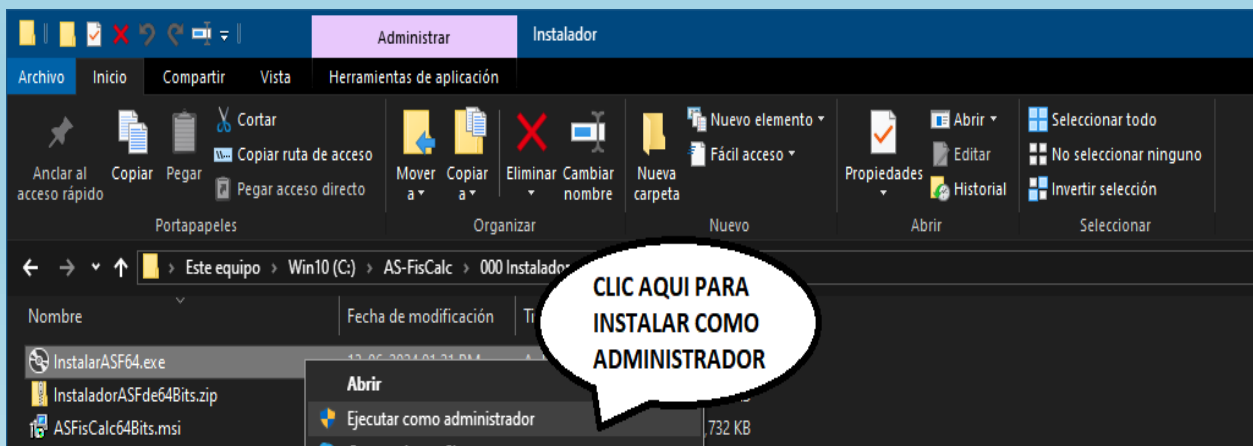 Administrar
Instalador
Archivo Inicio Compartir Vista Herramientas de aplicación
Anclar al acceso rápido
Copiar
Pegar
Cortar
Copiar ruta de acceso
Pegar acceso directo
Portapapeles
Mover a
Copiar a
Eliminar
Cambiar nombre
Organizar
Nueva carpeta
Nuevo elemento
Fácil acceso
Nuevo
Propiedades
Abrir
Editar
Historial
Abrir
Seleccionar todo
No seleccionar ninguno
Invertir selección
Seleccionar
Este equipo > Win10 (C:) > AS-FisCalc > 000 Instalador
CLIC AQUI PARA
INSTALAR COMO
ADMINISTRADOR
Nombre Fecha de modificación
InstalarASF64.exe
InstaladorASFde64Bits.zip
ASFisCalc64Bits.msi
Abrir
Ejecutar como administrador
,732 KB